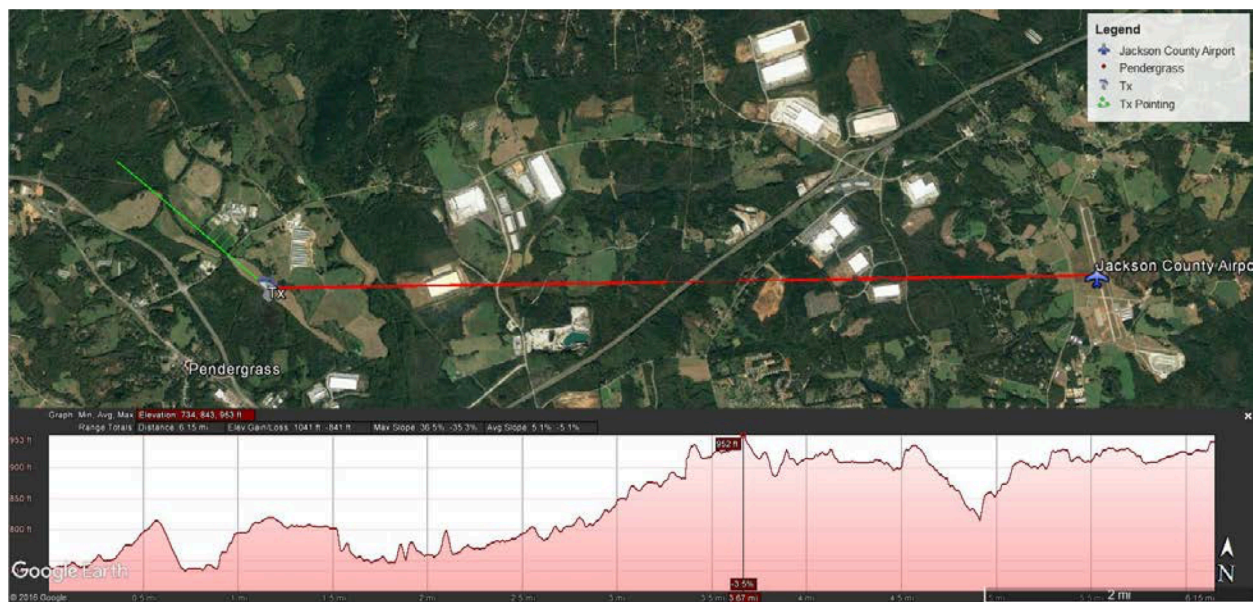 Legend
Jackson County Airport
Pendergrass
Tx
Tx Pointing
Jackson County Airpo
Tx
Pendergrass
Graph: Min, Avg, Max Elevation: 734, 843, 953 ft
Range Totals: Distance: 6.15 mi Elev Gain/Loss: 1041 ft, -841 ft Max Slope: 36.5%, -35.3% Avg Slope: 5.1%, -5.1%
953 ft
952 ft
900 ft
850 ft
800 ft
Google Earth
N
-3.5%
© 2016 Google
0.5 mi 1 mi 1.5 mi 2 mi 2.5 mi 3 mi 3.5 mi 3.67 mi 4 mi 4.5 mi 5 mi 5.5 mi 6.15 mi
2 mi